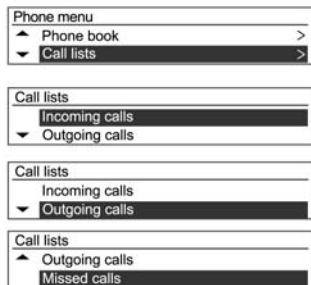 Phone menu
Phone book >
Call lists >
Call lists
Incoming calls
Outgoing calls
Call lists
Incoming calls
Outgoing calls
Call lists
Outgoing calls
Missed calls